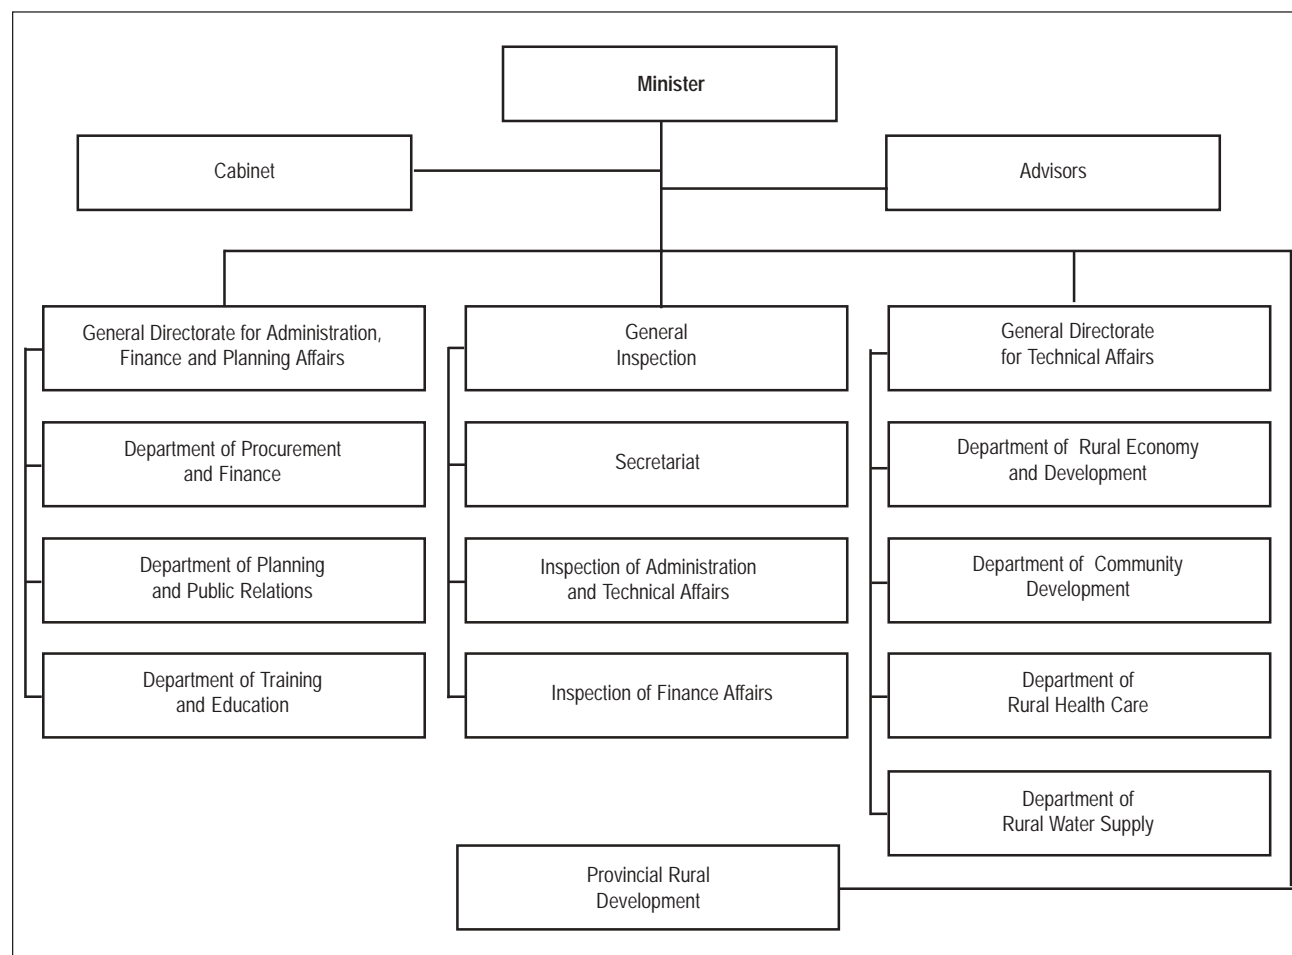 Minister
Cabinet
Advisors
General Directorate for Administration,
Finance and Planning Affairs
Department of Procurement
and Finance
Department of Planning
and Public Relations
Department of Training
and Education
General
Inspection
Secretariat
Inspection of Administration
and Technical Affairs
Inspection of Finance Affairs
General Directorate
for Technical Affairs
Department of Rural Economy
and Development
Department of Community
Development
Department of
Rural Health Care
Department of
Rural Water Supply
Provincial Rural
Development